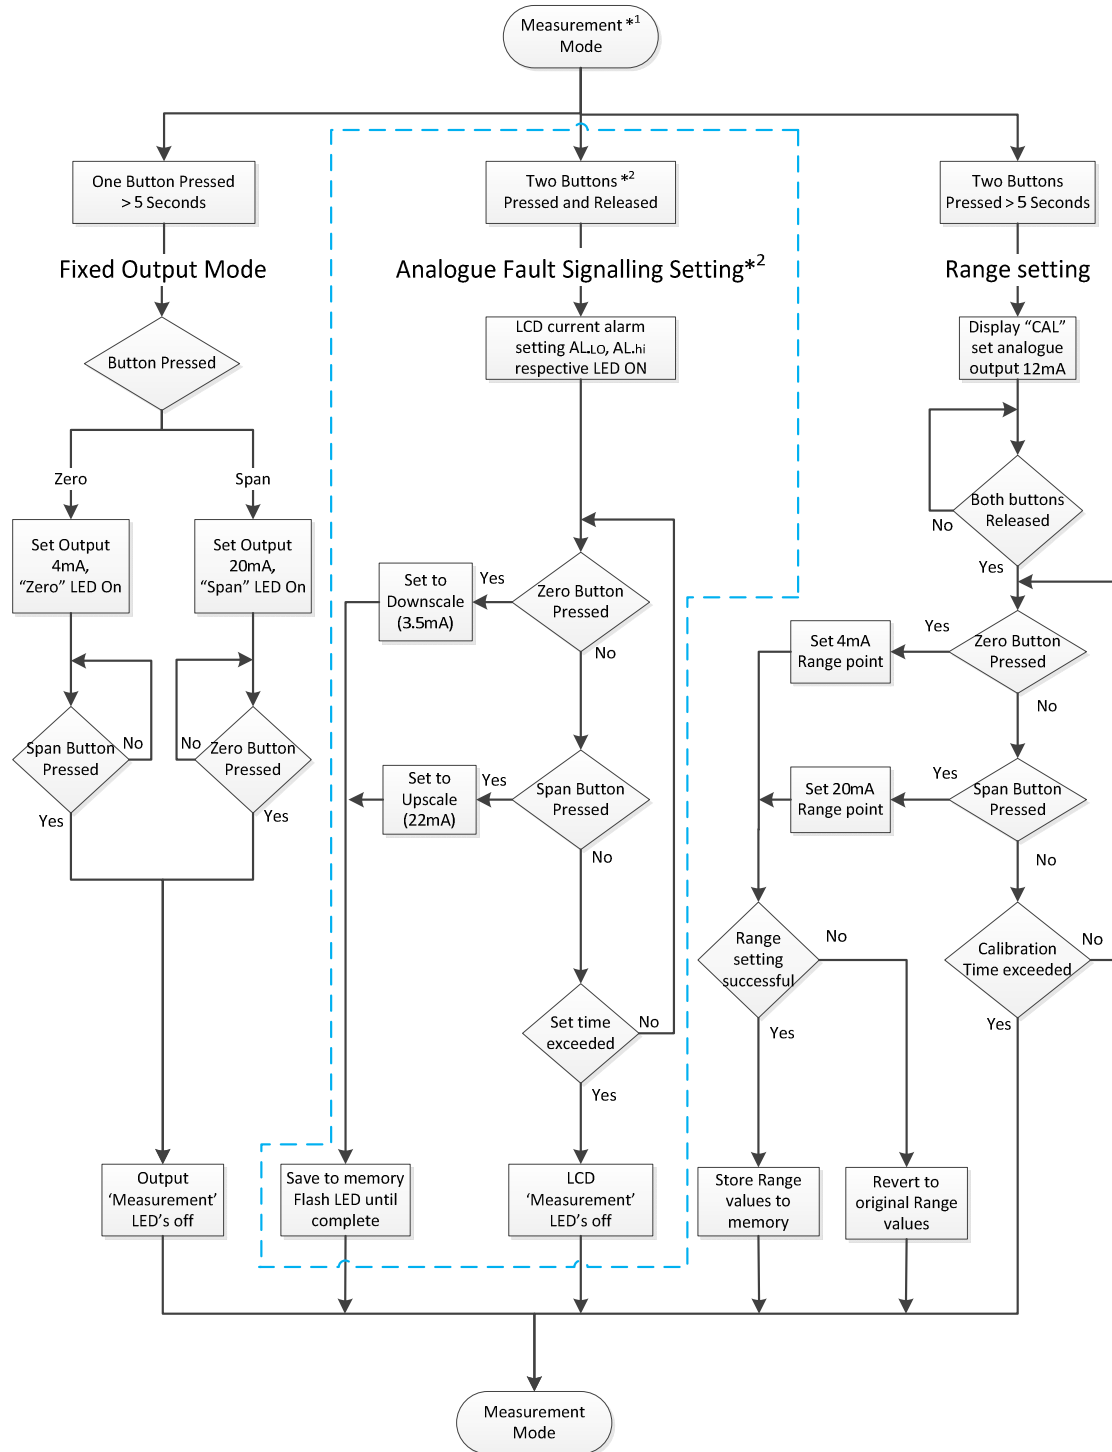 Measurement *1
Mode
One Button Pressed
> 5 Seconds
Two Buttons *2
Pressed and Released
Two Buttons
Pressed > 5 Seconds
Fixed Output Mode
Analogue Fault Signalling Setting*2
Range setting
Button Pressed
LCD current alarm
setting AL.LO, AL.hi
respective LED ON
Display “CAL”
set analogue
output 12mA
Zero
Span
Both buttons
Released
No
Yes
Set Output
4mA,
“Zero” LED On
Set Output
20mA,
“Span” LED On
Set to
Downscale
(3.5mA)
Yes
Zero Button
Pressed
No
Set 4mA
Range point
Yes
Zero Button
Pressed
No
Span Button
Pressed
No
Yes
No
Zero Button
Pressed
Yes
Set to
Upscale
(22mA)
Yes
Span Button
Pressed
No
Set 20mA
Range point
Yes
Span Button
Pressed
No
Range
setting
successful
No
Yes
Calibration
Time exceeded
No
Yes
Set time
exceeded
No
Yes
Output
‘Measurement’
LED’s off
Save to memory
Flash LED until
complete
LCD
‘Measurement’
LED’s off
Store Range
values to
memory
Revert to
original Range
values
Measurement
Mode